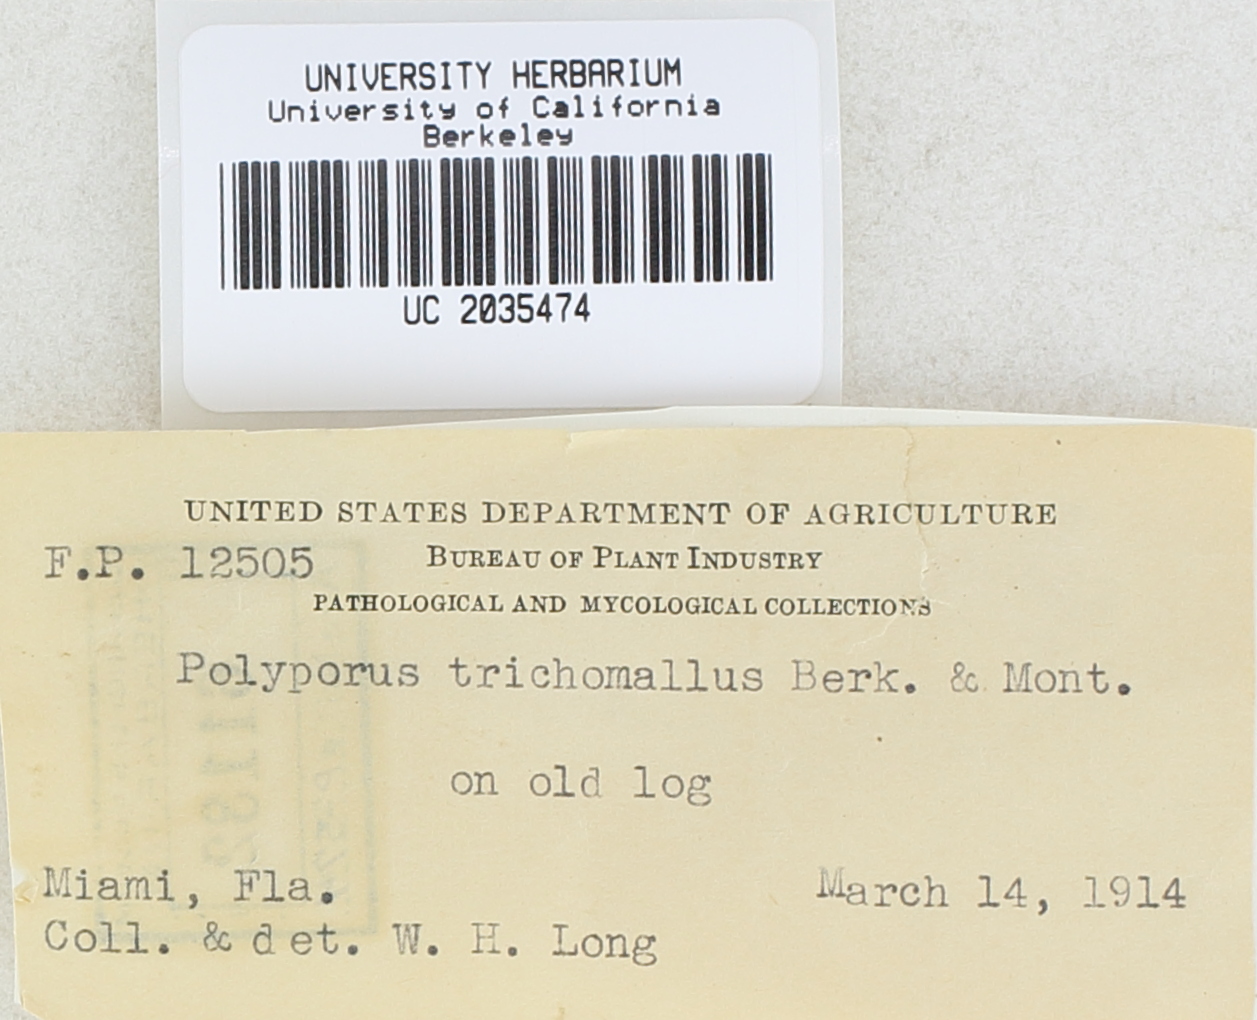 UNIVERSITY HERBARIUM
University of California
Berkeley
UC 2035474
UNITED STATES DEPARTMENT OF AGRICULTURE
F.P. 12505 BUREAU OF PLANT INDUSTRY
PATHOLOGICAL AND MYCOLOGICAL COLLECTIONS
Polyporus trichomallus Berk. & Mont.
on old log
Miami, Fla. March 14, 1914
Coll. & det. W. H. Long